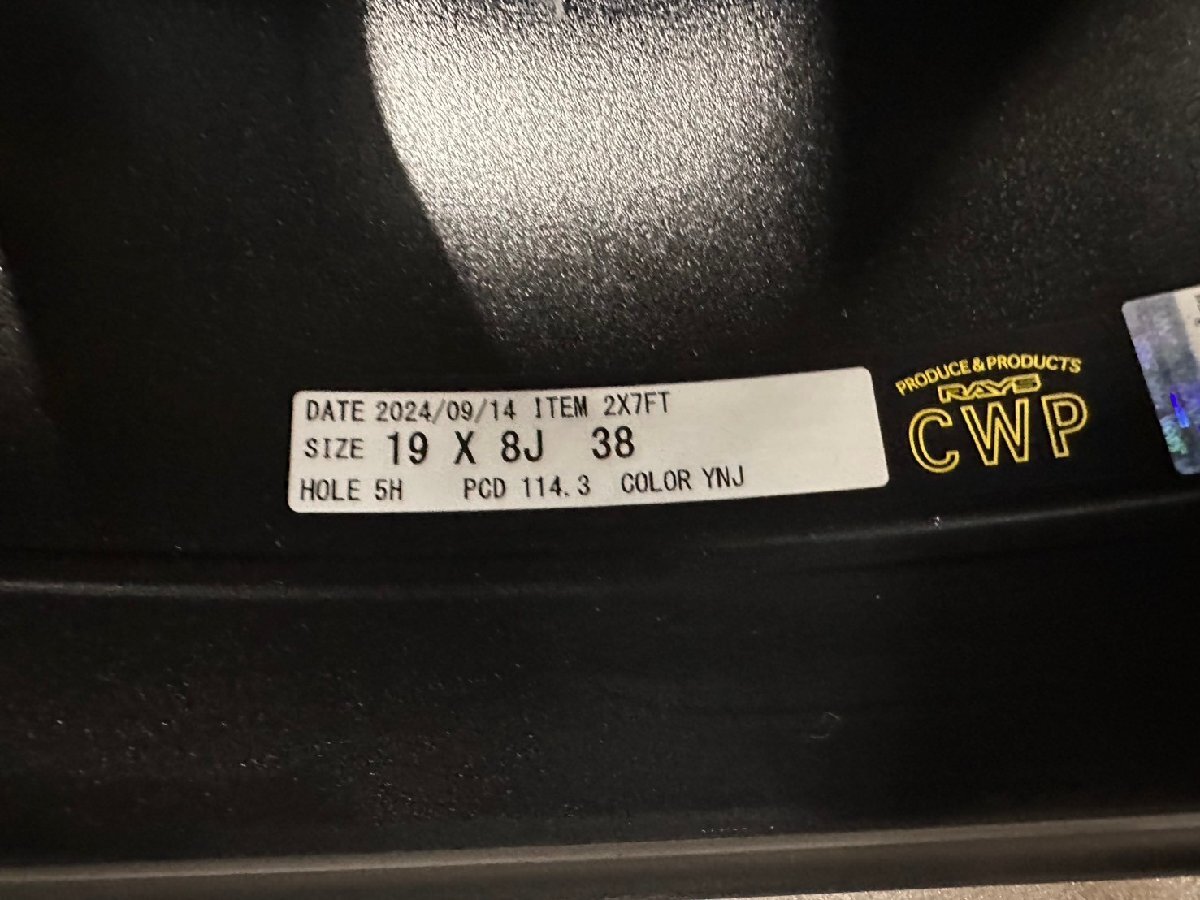 DATE 2024/09/14 ITEM 2X7FT
SIZE 19 X 8J 38
HOLE 5H PCD 114.3 COLOR YNJ
PRODUCE & PRODUCTS
RAYS
CWP